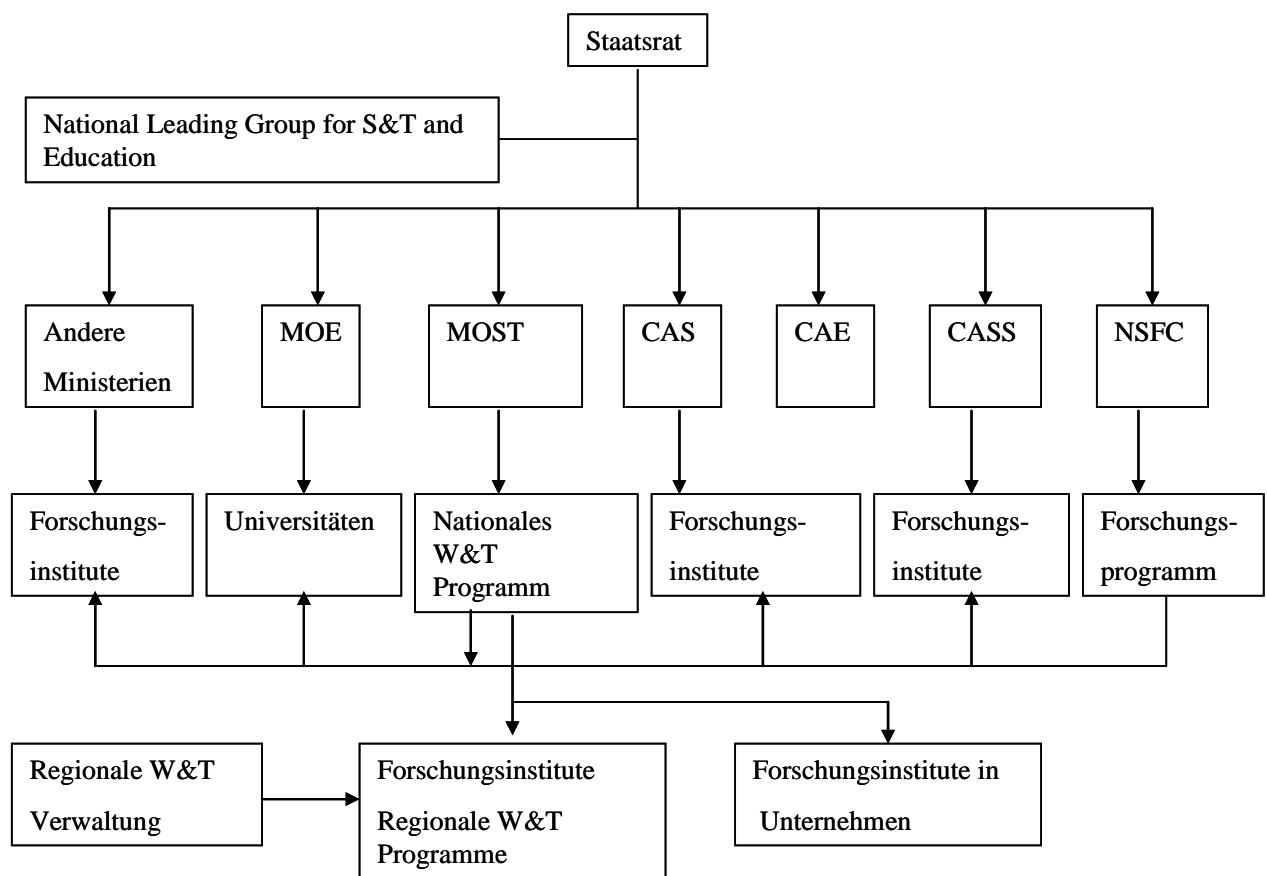 Staatsrat
National Leading Group for S&T and
Education
Andere
Ministerien
MOE
MOST
CAS
CAE
CASS
NSFC
Forschungs-
institute
Universitäten
Nationales
W&T
Programm
Forschungs-
institute
Forschungs-
institute
Forschungs-
programm
Regionale W&T
Verwaltung
Forschungsinstitute
Regionale W&T
Programme
Forschungsinstitute in
Unternehmen